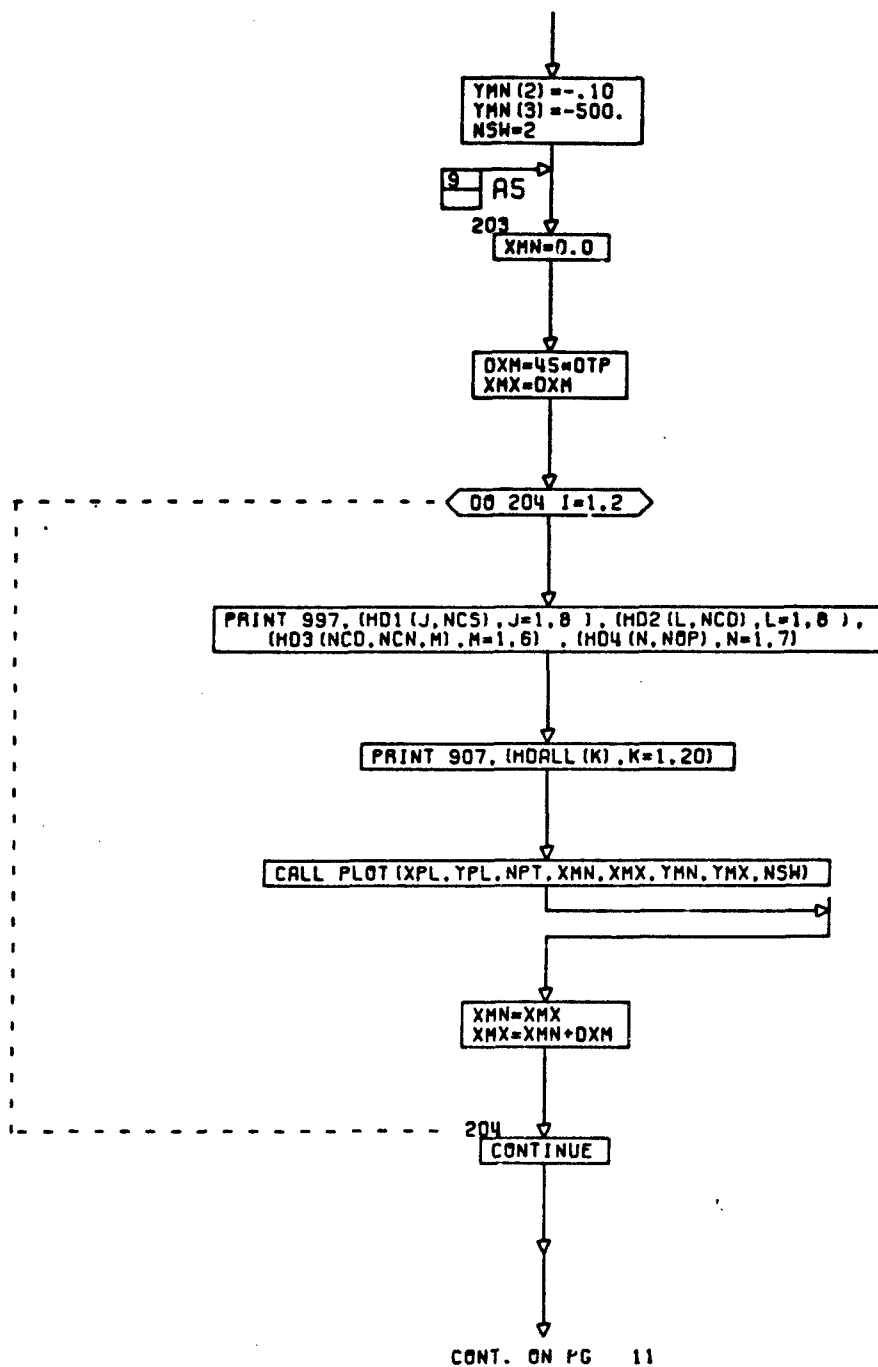 YMN(2)=-.10
YMN(3)=-500.
NSW=2
9
A5
203
XMN=0.0
DXM=45*DTP
XMX=DXM
DO 204 I=1,2
PRINT 997,(HD1(J,NCS),J=1,8 ),(HD2(L,NCD),L=1,8 ),
(HD3(NCD,NCN,M),M=1,6) ,(HD4(N,NOP),N=1,7)
PRINT 907,(HDALL(K),K=1,20)
CALL PLOT(XPL,YPL,NPT,XMN,XMX,YMN,YMX,NSW)
XMN=XMX
XMX=XMN+DXM
204
CONTINUE
CONT. ON PG 11